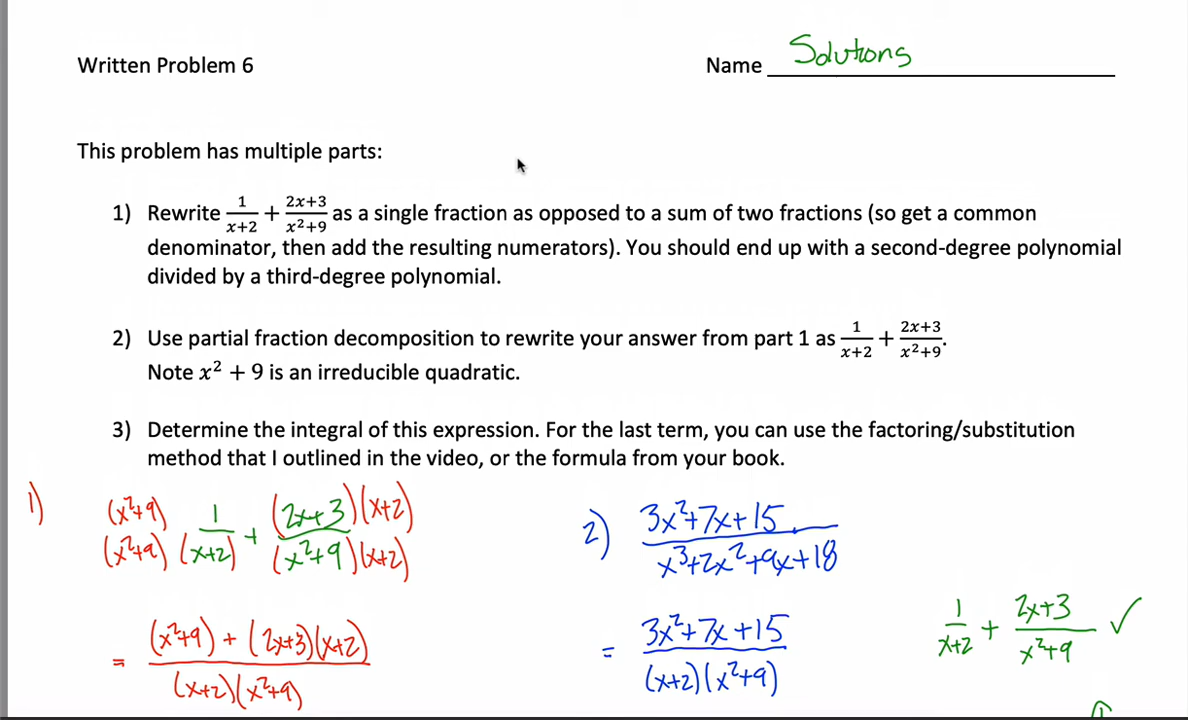 Written Problem 6
Name Solutions
This problem has multiple parts:
1) Rewrite 1/(x+2) + (2x+3)/(x²+9) as a single fraction as opposed to a sum of two fractions (so get a common
denominator, then add the resulting numerators). You should end up with a second-degree polynomial
divided by a third-degree polynomial.
2) Use partial fraction decomposition to rewrite your answer from part 1 as 1/(x+2) + (2x+3)/(x²+9).
Note x² + 9 is an irreducible quadratic.
3) Determine the integral of this expression. For the last term, you can use the factoring/substitution
method that I outlined in the video, or the formula from your book.
1) (x²+9)/(x²+9) 1/(x+2) + (2x+3)(x+2)/(x²+9)(x+2)
= (x²+9) + (2x+3)(x+2)/(x+2)(x²+9)
2) 3x²+7x+15/x³+2x²+9x+18
= 3x²+7x+15/(x+2)(x²+9)
1/x+2 + 2x+3/x²+9 ✓